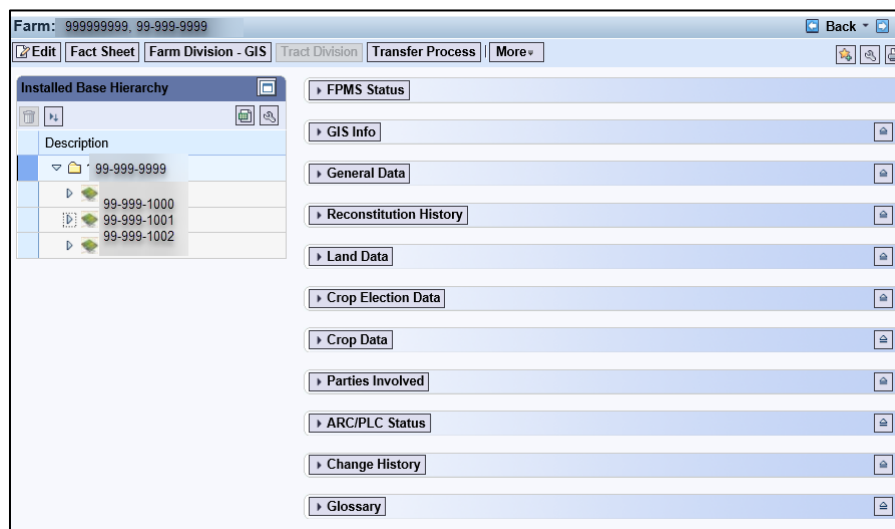 Farm: 999999999, 99-999-9999
Back
Edit Fact Sheet Farm Division - GIS Tract Division Transfer Process More
Installed Base Hierarchy
Description
99-999-9999
99-999-1000
99-999-1001
99-999-1002
FPMS Status
GIS Info
General Data
Reconstitution History
Land Data
Crop Election Data
Crop Data
Parties Involved
ARC/PLC Status
Change History
Glossary